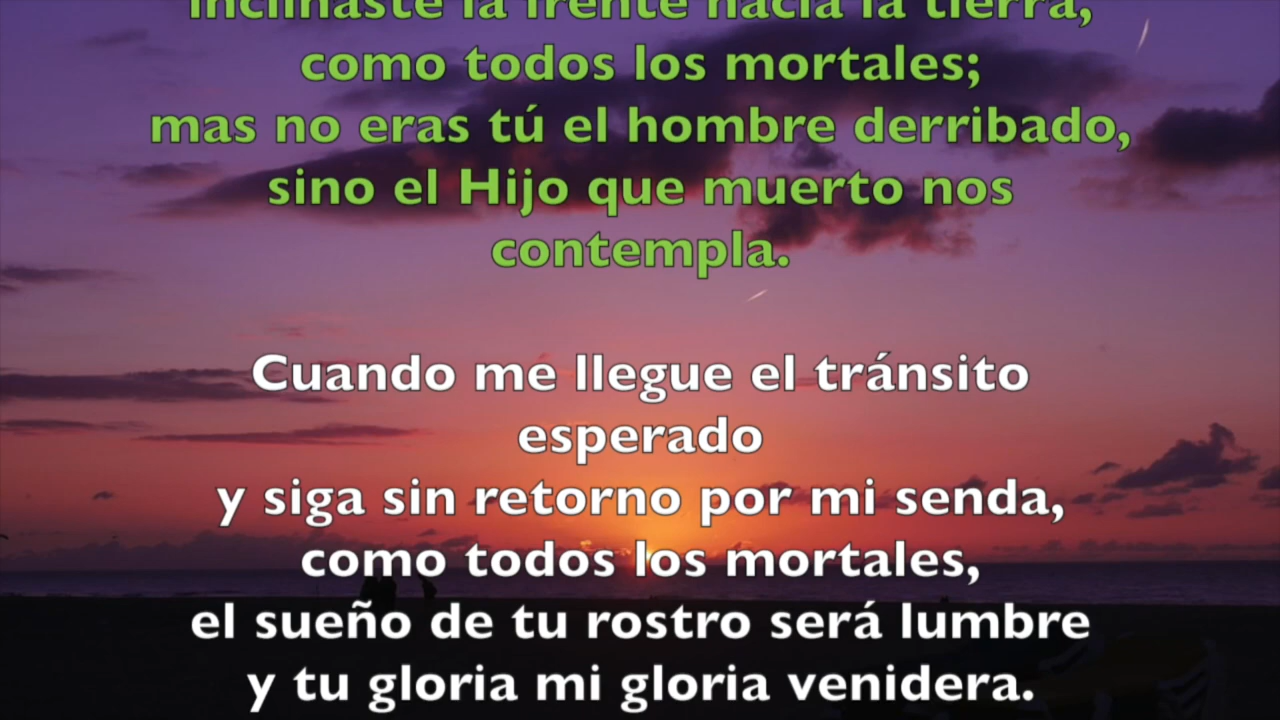 inclinaste la frente hacia la tierra,
como todos los mortales;
mas no eras tú el hombre derribado,
sino el Hijo que muerto nos
contempla.
Cuando me llegue el tránsito
esperado
y siga sin retorno por mi senda,
como todos los mortales,
el sueño de tu rostro será lumbre
y tu gloria mi gloria venidera.